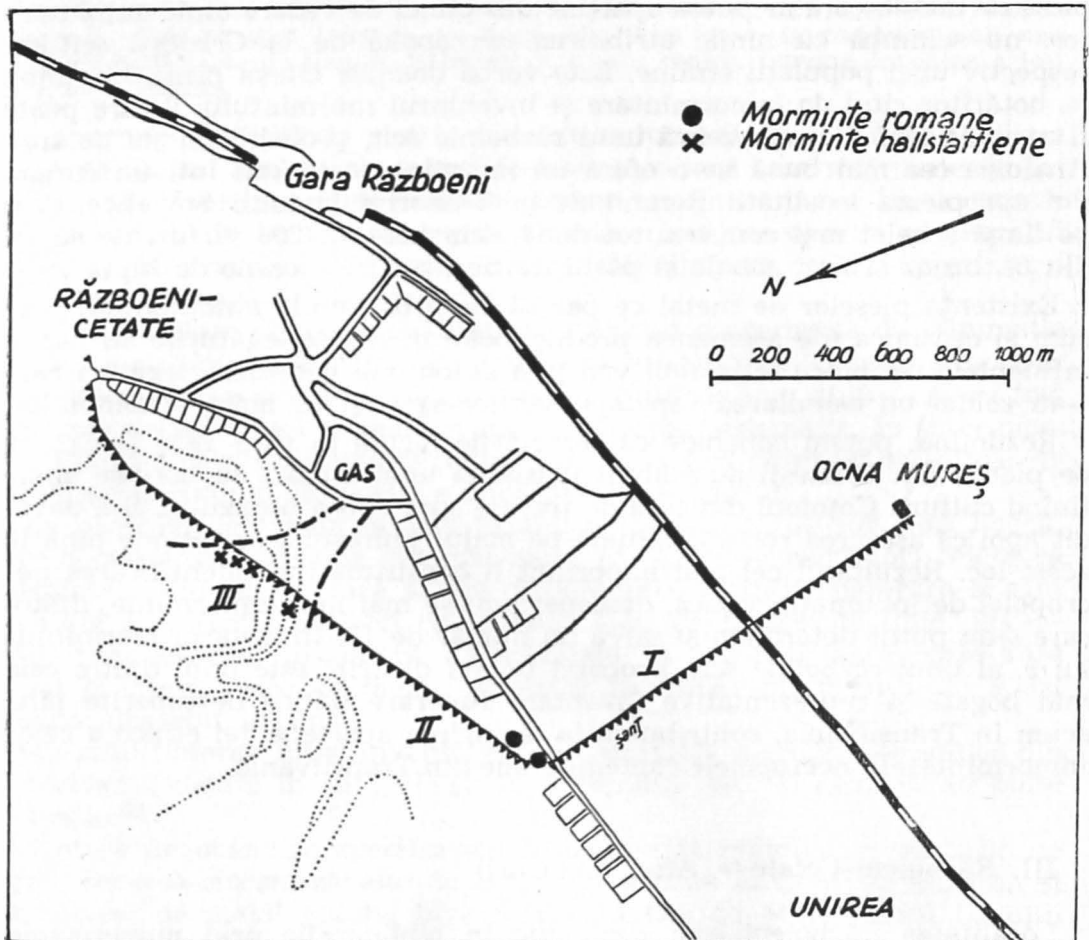 Morminte romane
Morminte hallstattiene
Gara Războeni
N
RĂZBOENI-
CETATE
0 200 400 600 800 1000 m
OCNA MUREȘ
GAS
III
I
șanț
II
UNIREA